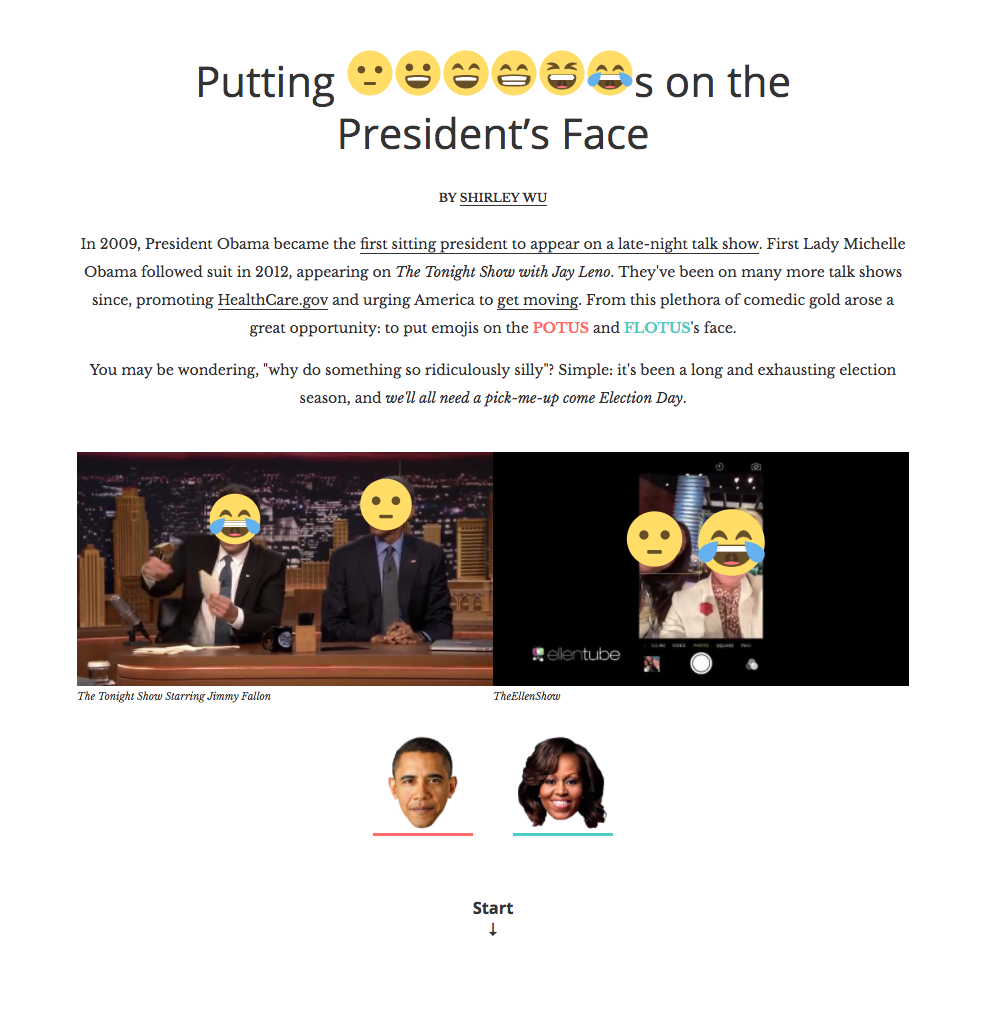 Putting 😐😀😄😁😆😂s on the
President’s Face
BY SHIRLEY WU
In 2009, President Obama became the first sitting president to appear on a late-night talk show. First Lady Michelle
Obama followed suit in 2012, appearing on The Tonight Show with Jay Leno. They've been on many more talk shows
since, promoting HealthCare.gov and urging America to get moving. From this plethora of comedic gold arose a
great opportunity: to put emojis on the POTUS and FLOTUS's face.
You may be wondering, "why do something so ridiculously silly"? Simple: it's been a long and exhausting election
season, and we'll all need a pick-me-up come Election Day.
VIDEO PHOTO SQUARE
ellentube
The Tonight Show Starring Jimmy Fallon
TheEllenShow
Start
↓